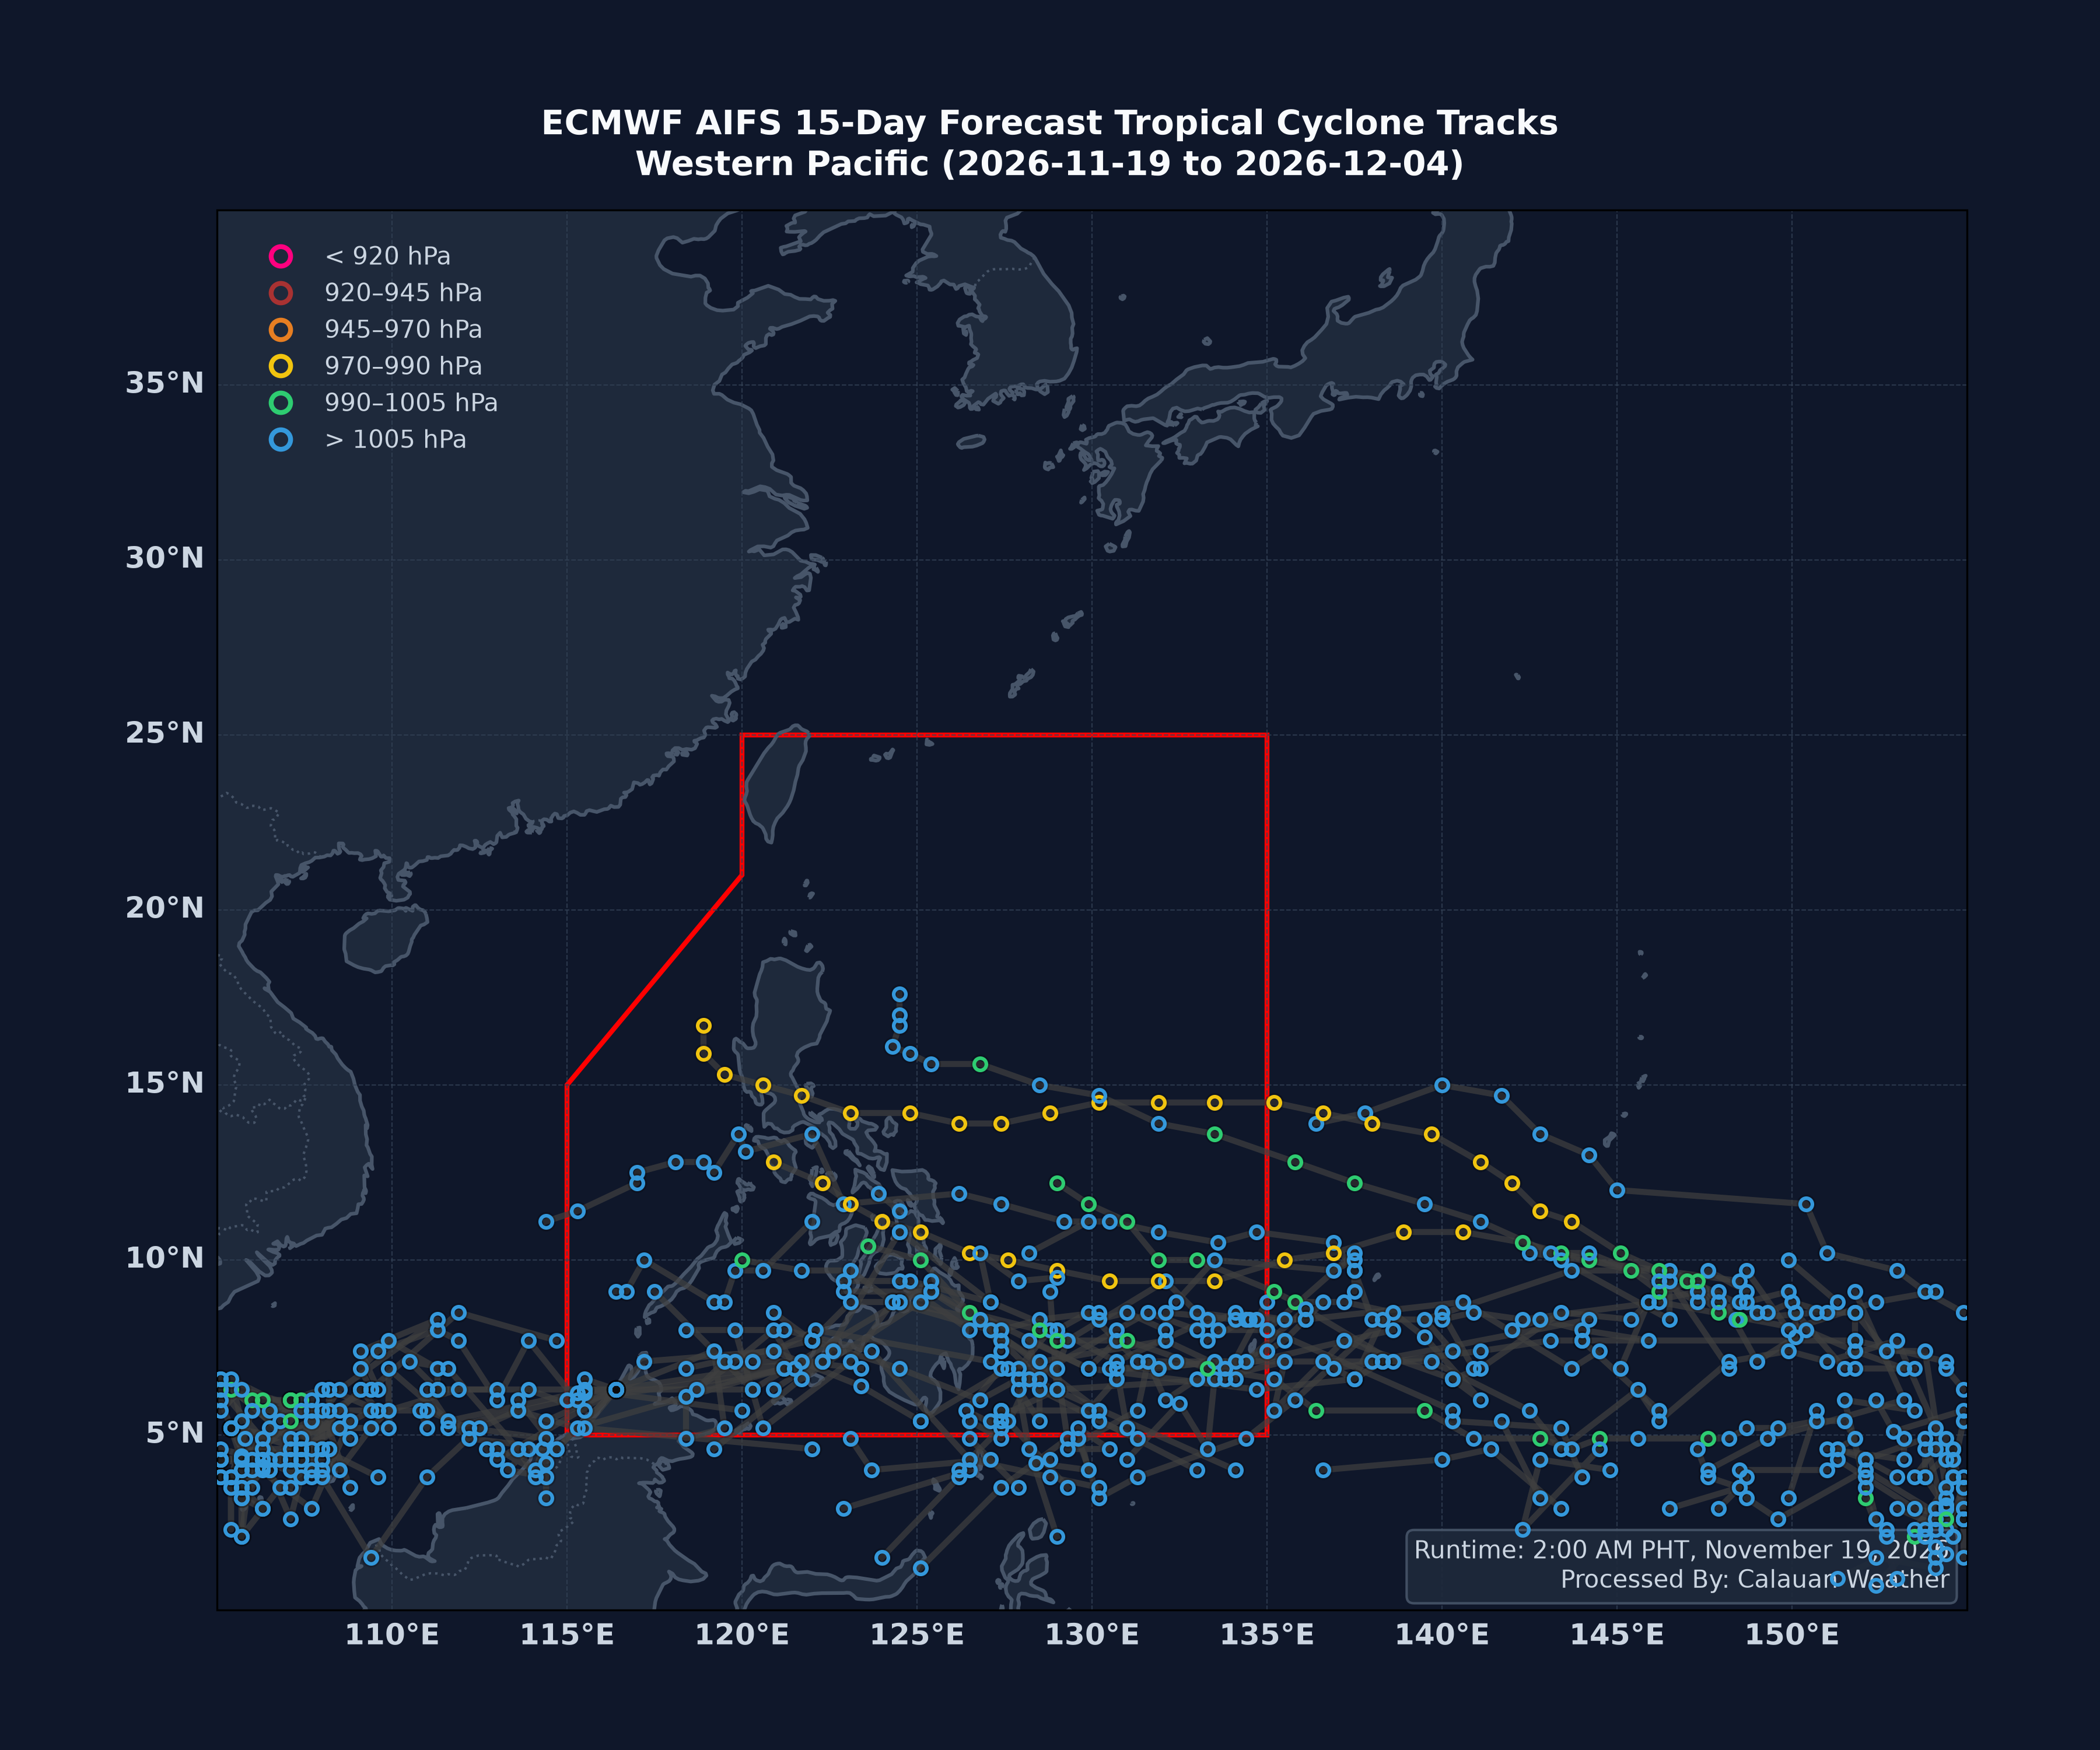 ECMWF AIFS 15-Day Forecast Tropical Cyclone Tracks
Western Pacific (2026-11-19 to 2026-12-04)
< 920 hPa
920–945 hPa
945–970 hPa
970–990 hPa
990–1005 hPa
> 1005 hPa
35°N
30°N
25°N
20°N
15°N
10°N
5°N
Runtime: 2:00 AM PHT, November 19, 2026
Processed By: Calauan Weather
110°E 115°E 120°E 125°E 130°E 135°E 140°E 145°E 150°E